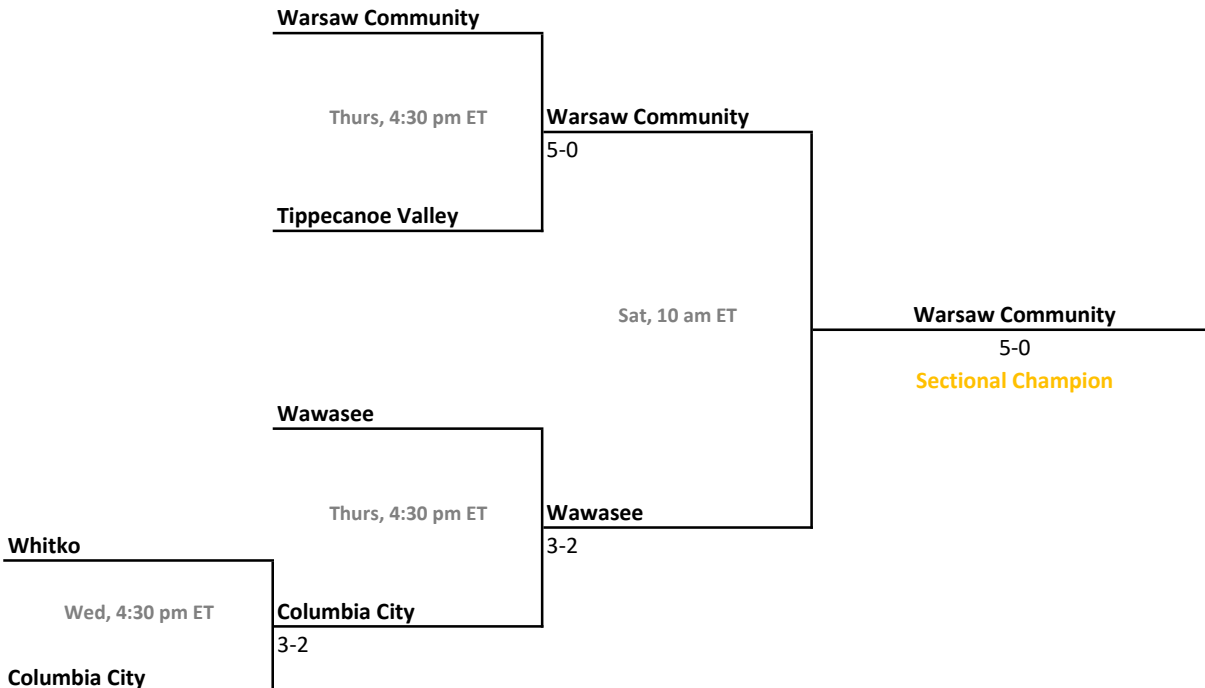 Warsaw Community
Thurs, 4:30 pm ET
Warsaw Community
5-0
Tippecanoe Valley
Sat, 10 am ET
Warsaw Community
5-0
Sectional Champion
Wawasee
Thurs, 4:30 pm ET
Wawasee
3-2
Whitko
Wed, 4:30 pm ET
Columbia City
3-2
Columbia City